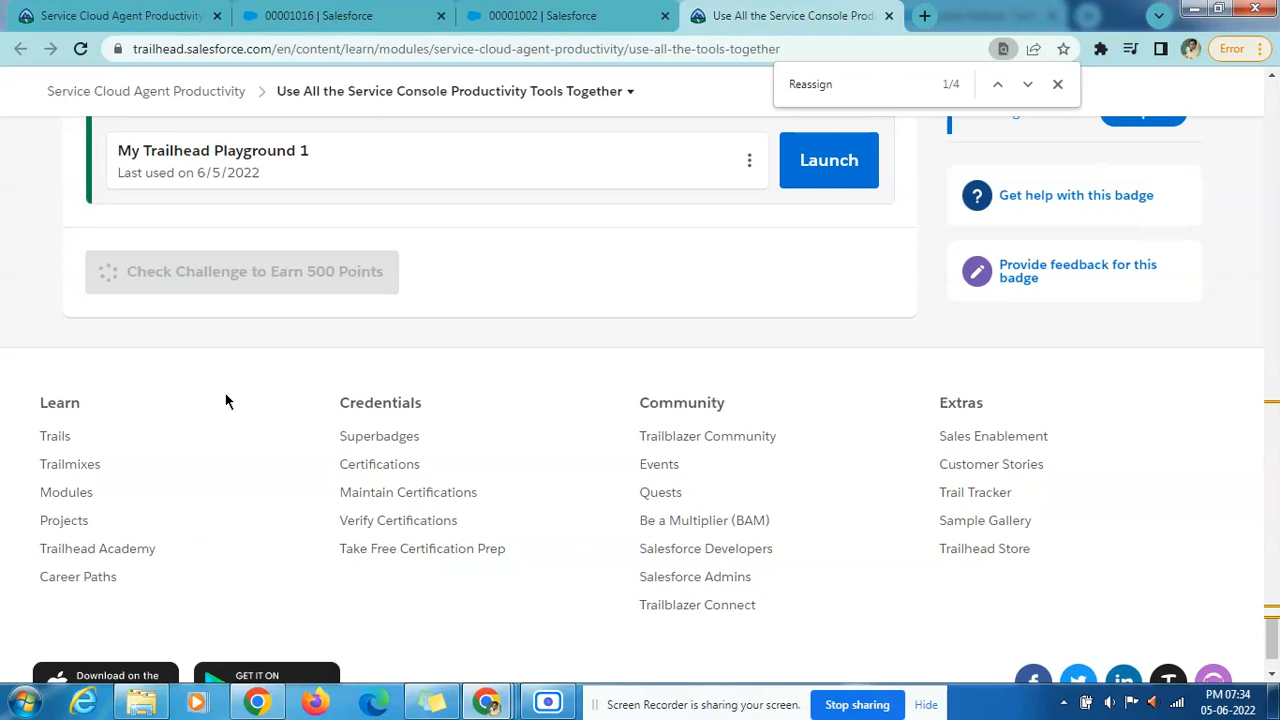 Service Cloud Agent Productivity
00001016 | Salesforce
00001002 | Salesforce
Use All the Service Console Prod
trailhead.salesforce.com/en/content/learn/modules/service-cloud-agent-productivity/use-all-the-tools-together
Error
Reassign 1/4
Service Cloud Agent Productivity
Use All the Service Console Productivity Tools Together
My Trailhead Playground 1
Last used on 6/5/2022
Launch
Get help with this badge
Check Challenge to Earn 500 Points
Provide feedback for this
badge
Learn
Trails
Trailmixes
Modules
Projects
Trailhead Academy
Career Paths
Credentials
Superbadges
Certifications
Maintain Certifications
Verify Certifications
Take Free Certification Prep
Community
Trailblazer Community
Events
Quests
Be a Multiplier (BAM)
Salesforce Developers
Salesforce Admins
Trailblazer Connect
Extras
Sales Enablement
Customer Stories
Trail Tracker
Sample Gallery
Trailhead Store
Download on the
GET IT ON
Screen Recorder is sharing your screen.
Stop sharing
Hide
PM 07:34
05-06-2022